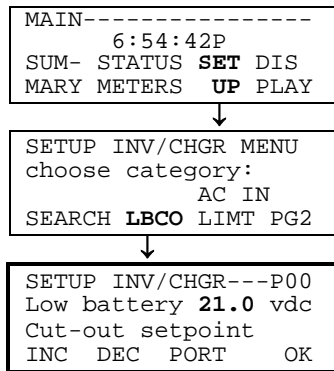 MAIN----------------
6:54:42P
SUM- STATUS SET DIS
MARY METERS UP PLAY
SETUP INV/CHGR MENU
choose category:
AC IN
SEARCH LBCO LIMT PG2
SETUP INV/CHGR---P00
Low battery 21.0 vdc
Cut-out setpoint
INC DEC PORT OK